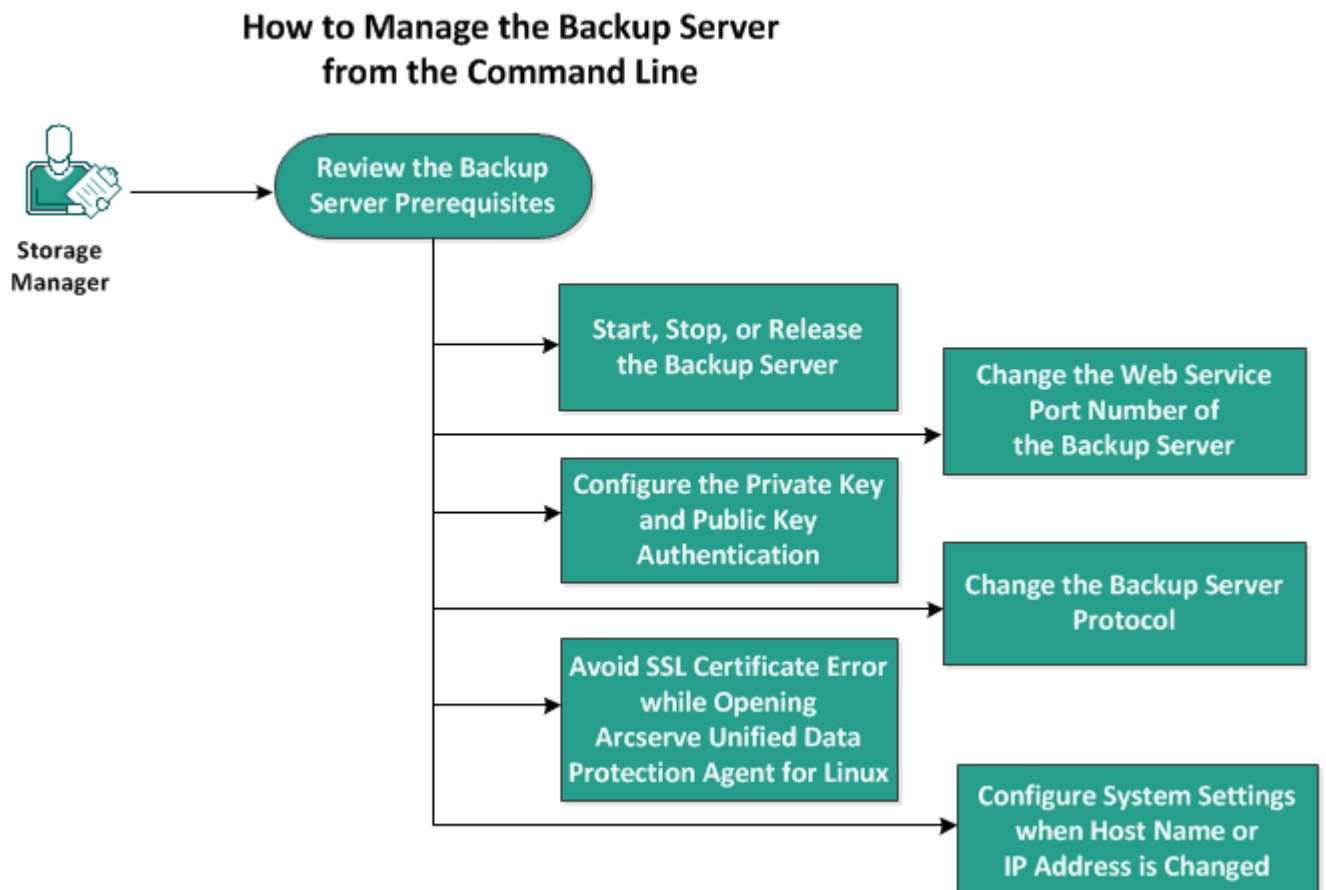 How to Manage the Backup Server
from the Command Line
Storage
Manager
Review the Backup
Server Prerequisites
Start, Stop, or Release
the Backup Server
Change the Web Service
Port Number of
the Backup Server
Configure the Private Key
and Public Key
Authentication
Change the Backup Server
Protocol
Avoid SSL Certificate Error
while Opening
Arcserve Unified Data
Protection Agent for Linux
Configure System Settings
when Host Name or
IP Address is Changed